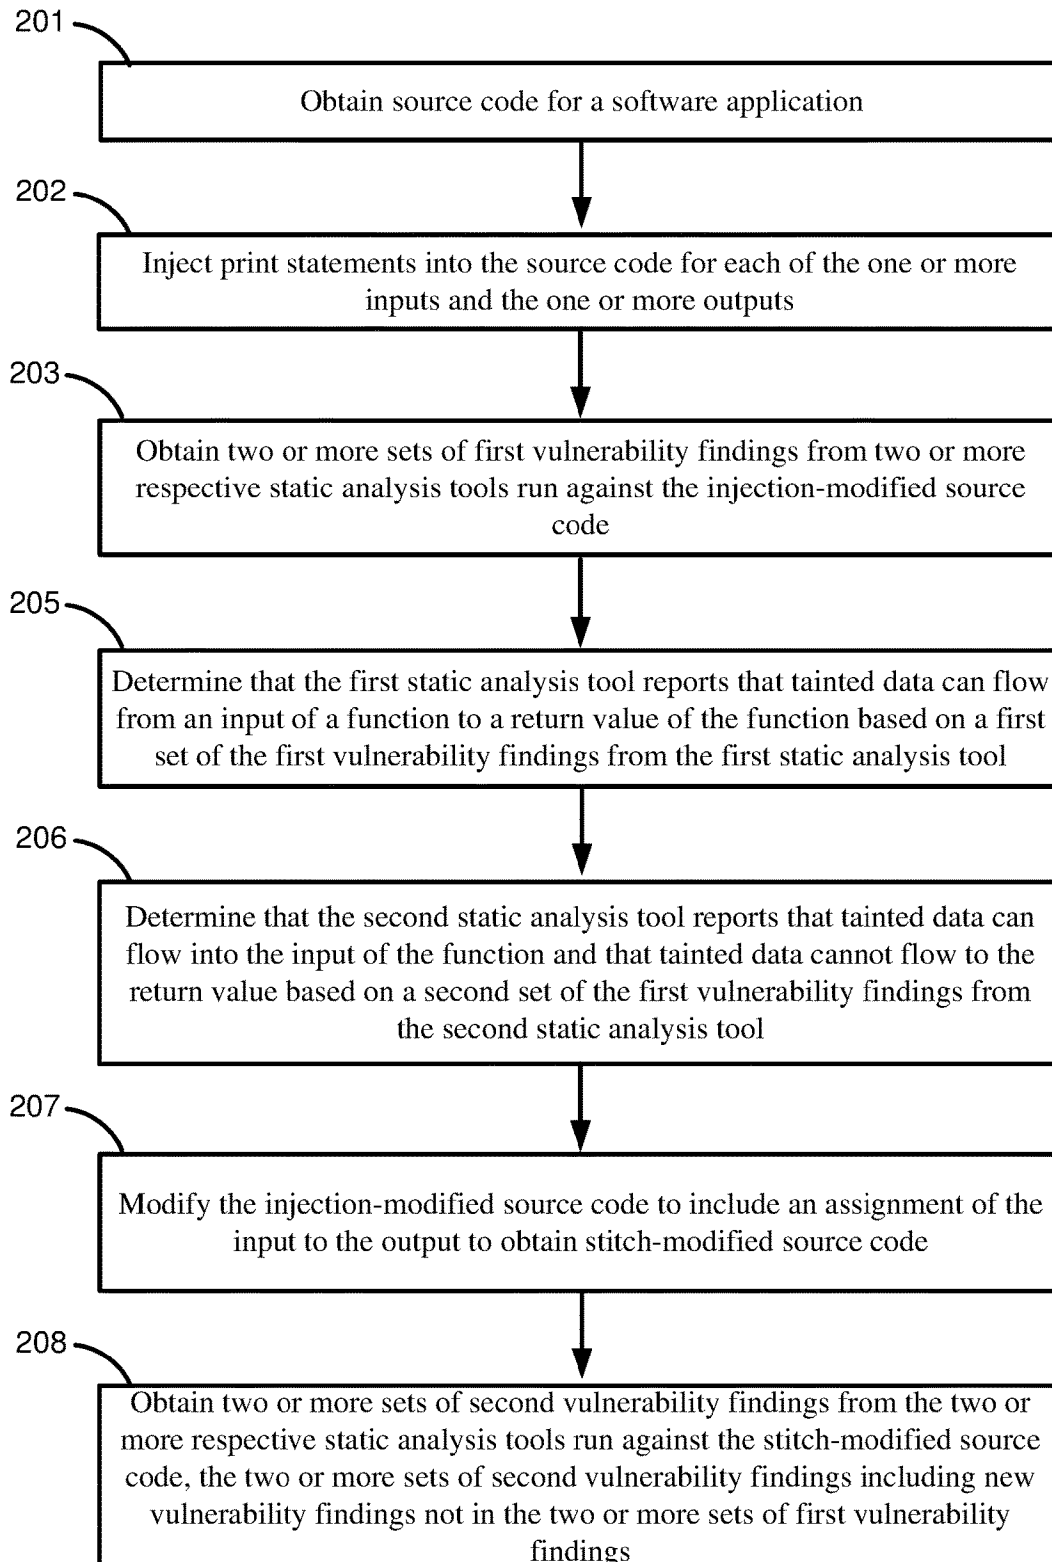 201
Obtain source code for a software application
202
Inject print statements into the source code for each of the one or more
inputs and the one or more outputs
203
Obtain two or more sets of first vulnerability findings from two or more
respective static analysis tools run against the injection-modified source
code
205
Determine that the first static analysis tool reports that tainted data can flow
from an input of a function to a return value of the function based on a first
set of the first vulnerability findings from the first static analysis tool
206
Determine that the second static analysis tool reports that tainted data can
flow into the input of the function and that tainted data cannot flow to the
return value based on a second set of the first vulnerability findings from
the second static analysis tool
207
Modify the injection-modified source code to include an assignment of the
input to the output to obtain stitch-modified source code
208
Obtain two or more sets of second vulnerability findings from the two or
more respective static analysis tools run against the stitch-modified source
code, the two or more sets of second vulnerability findings including new
vulnerability findings not in the two or more sets of first vulnerability
findings